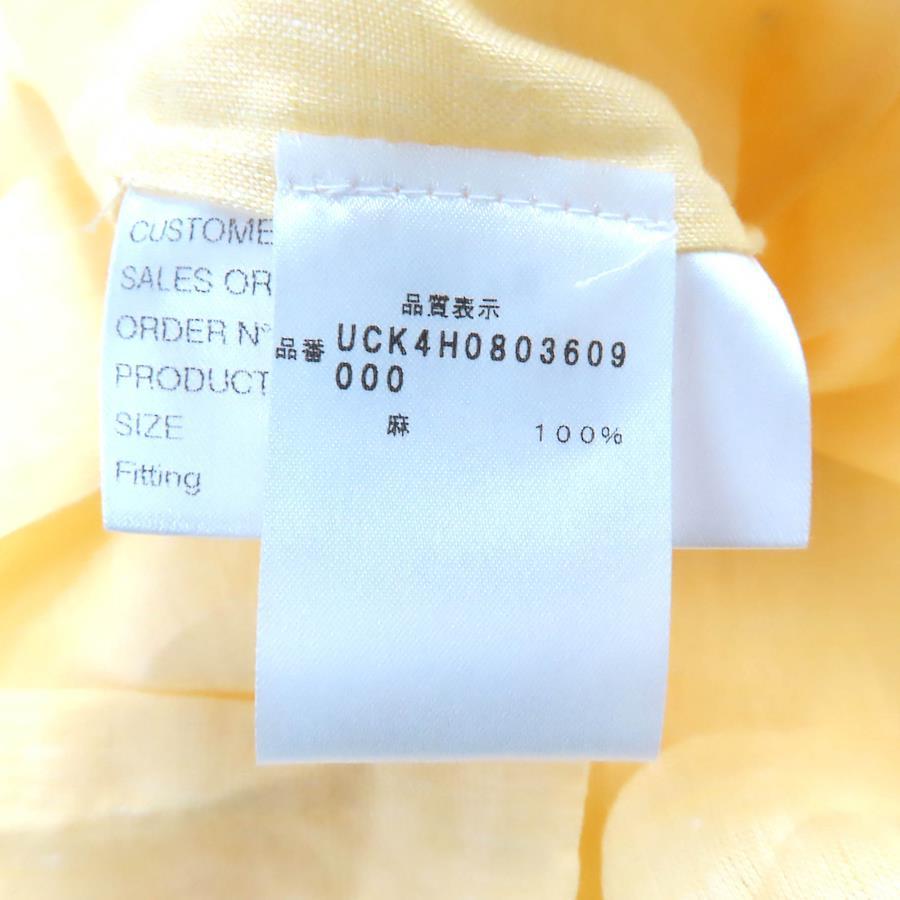 CUSTOME
SALES OR
ORDER N°
PRODUCT
SIZE
Fitting
品質表示
品番 UCK4H0803609
000
麻 100%